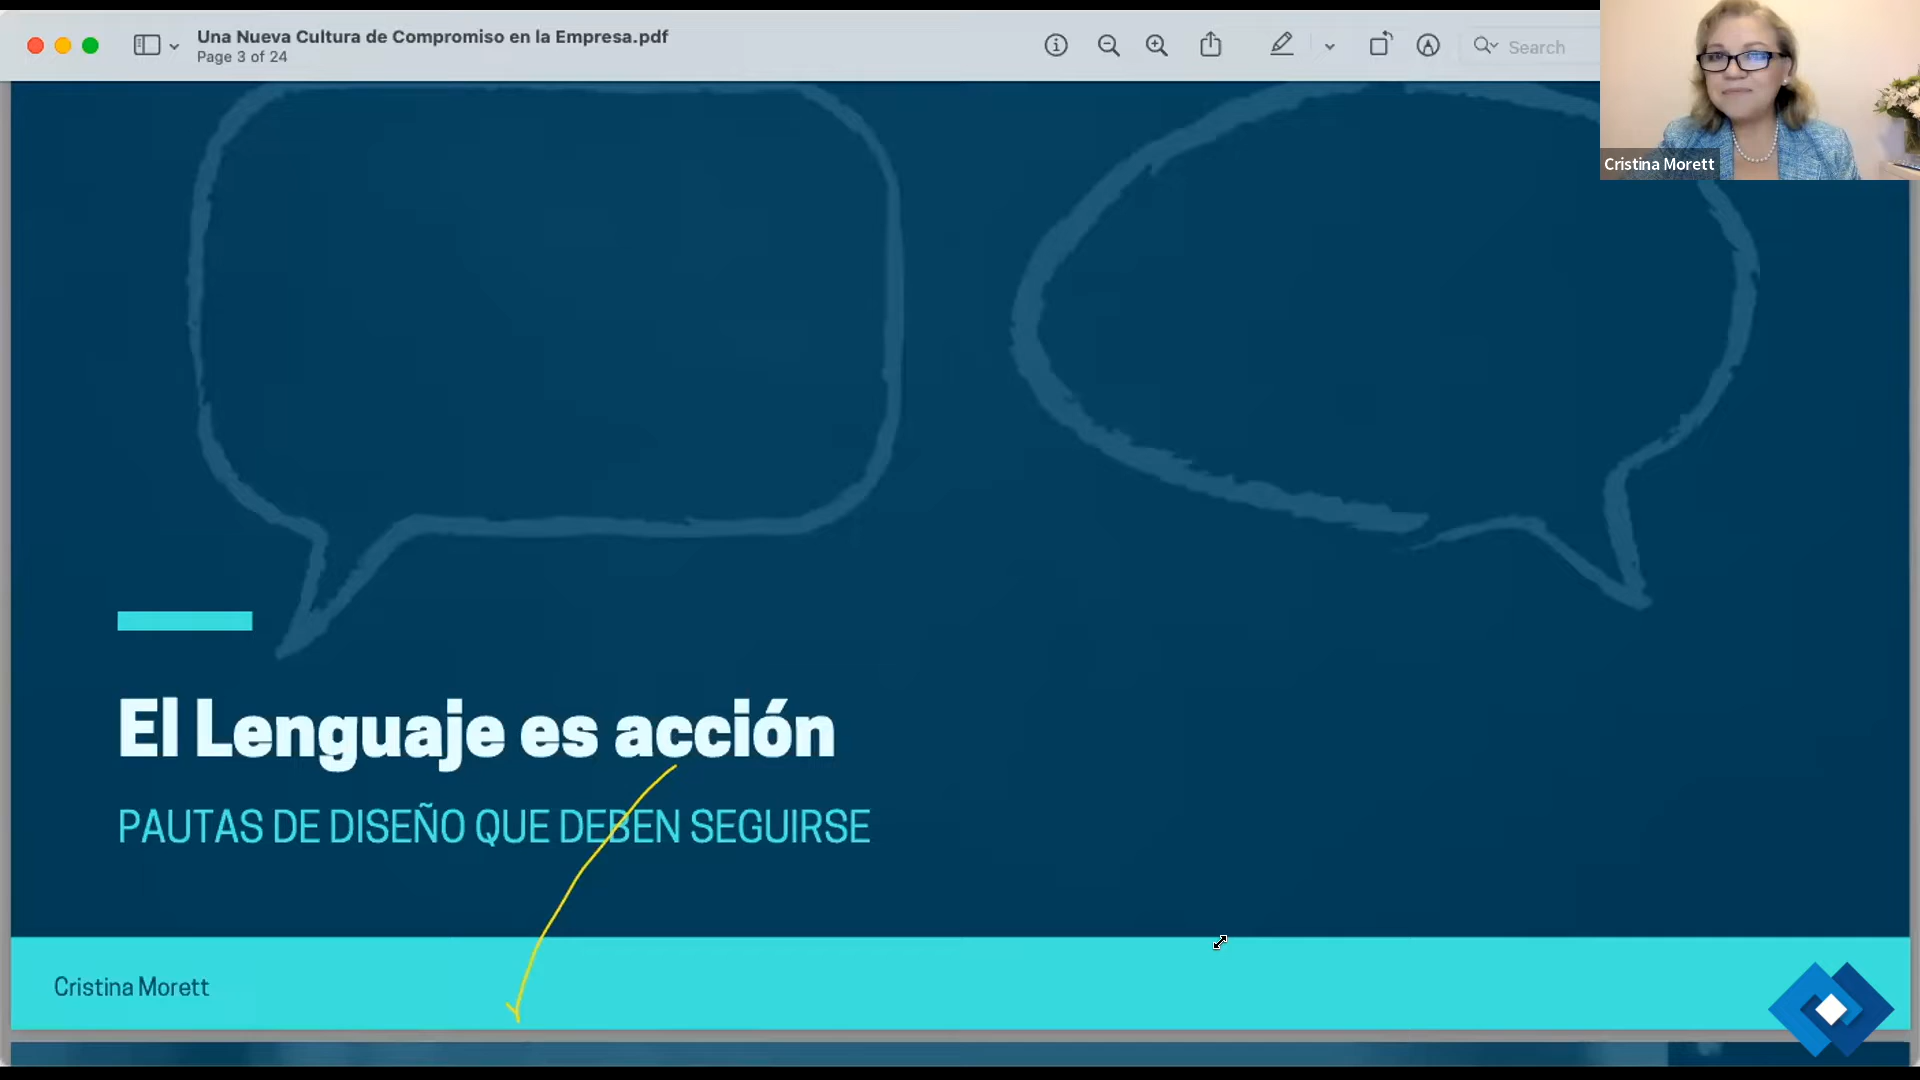 Una Nueva Cultura de Compromiso en la Empresa.pdf
Page 3 of 24
Search
Cristina Morett
El Lenguaje es acción
PAUTAS DE DISEÑO QUE DEBEN SEGUIRSE
Cristina Morett